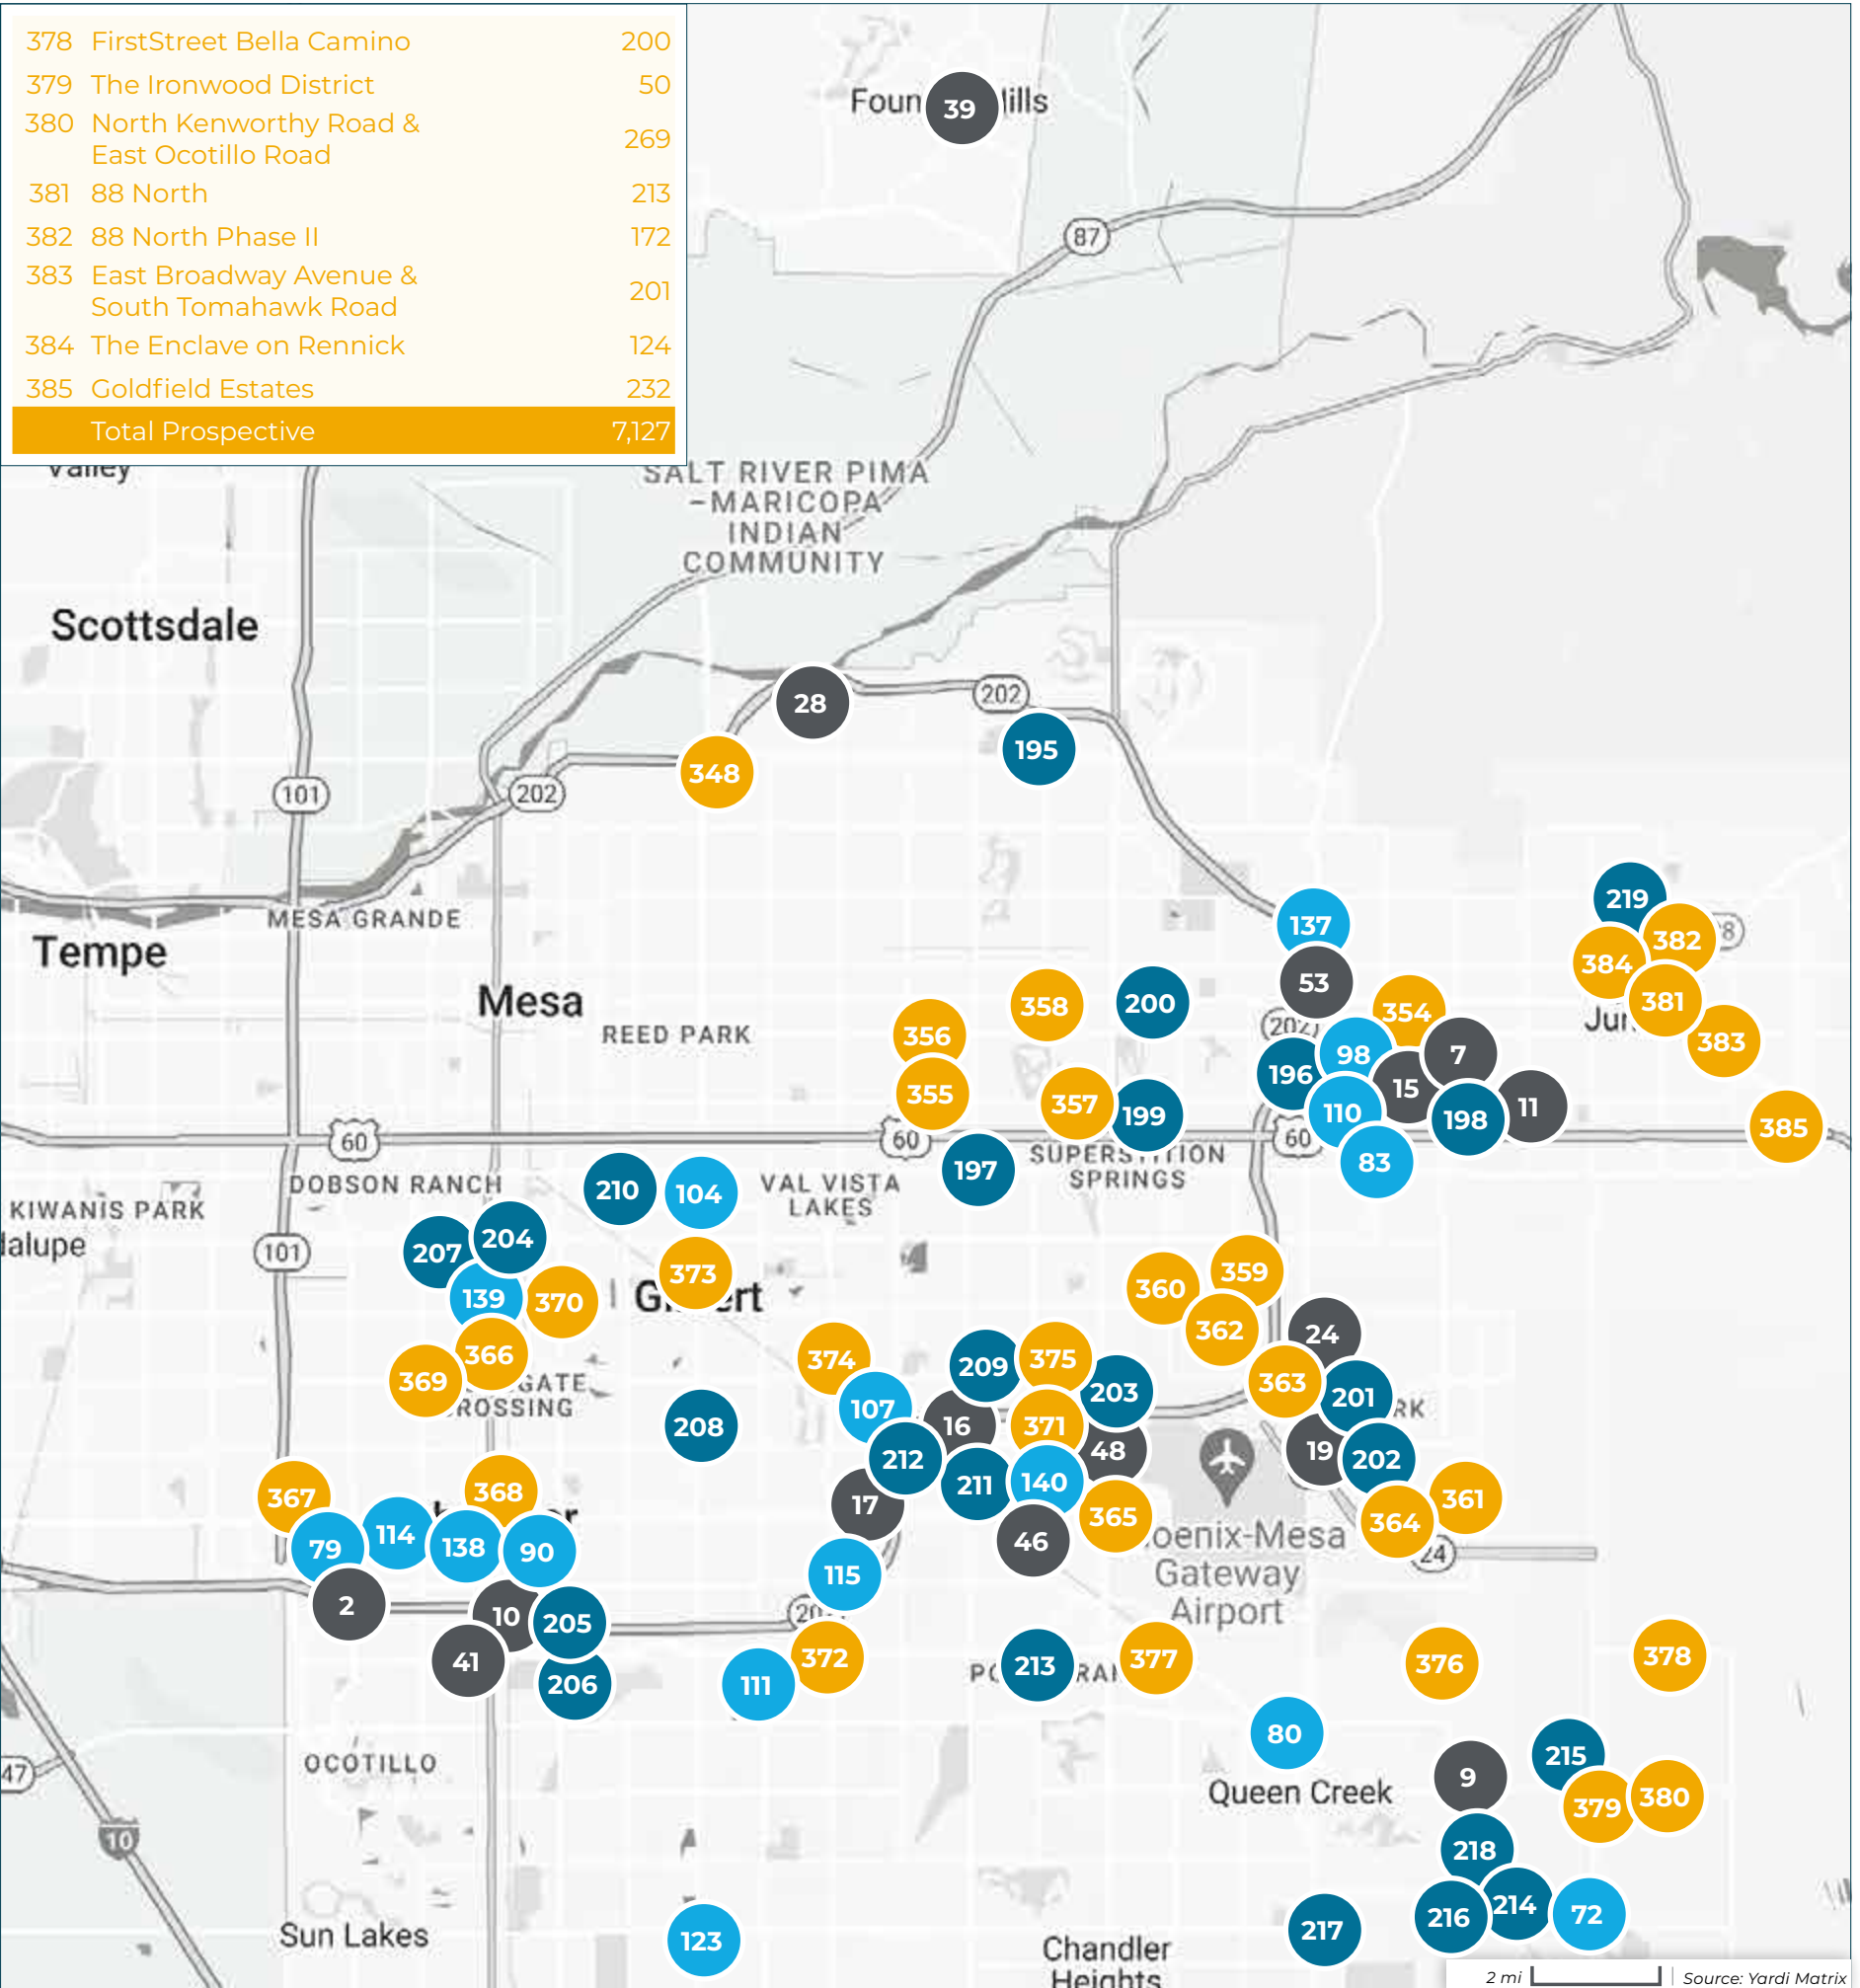 378 FirstStreet Bella Camino 200
379 The Ironwood District 50
380 North Kenworthy Road &
East Ocotillo Road 269
381 88 North 213
382 88 North Phase II 172
383 East Broadway Avenue &
South Tomahawk Road 201
384 The Enclave on Rennick 124
385 Goldfield Estates 232
Total Prospective 7,127
39
87
Valley
SALT RIVER PIMA
-MARICOPA
INDIAN
COMMUNITY
Scottsdale
28
202
195
348
101
202
219
MESA GRANDE
137
382
Tempe
384
53
Mesa
358
200
381
354
REED PARK
356
202
383
98
7
196
15
355
357
199
110
11
198
385
60
60
60
SUPERSTITION
SPRINGS
83
197
DOBSON RANCH
210
104
VAL VISTA
LAKES
KIWANIS PARK
207
204
101
373
359
360
139
370
362
24
366
374
209
375
369
363
203
201
107
16
371
208
212
48
19
202
211
140
367
368
17
361
365
364
79
114
138
90
46
24
Phoenix-Mesa
Gateway
Airport
115
2
10
205
41
206
372
111
213
377
376
378
80
OCOTILLO
47
215
9
Queen Creek
379
380
10
218
214
72
216
217
Sun Lakes
123
Chandler
Heights
2 mi
Source: Yardi Matrix